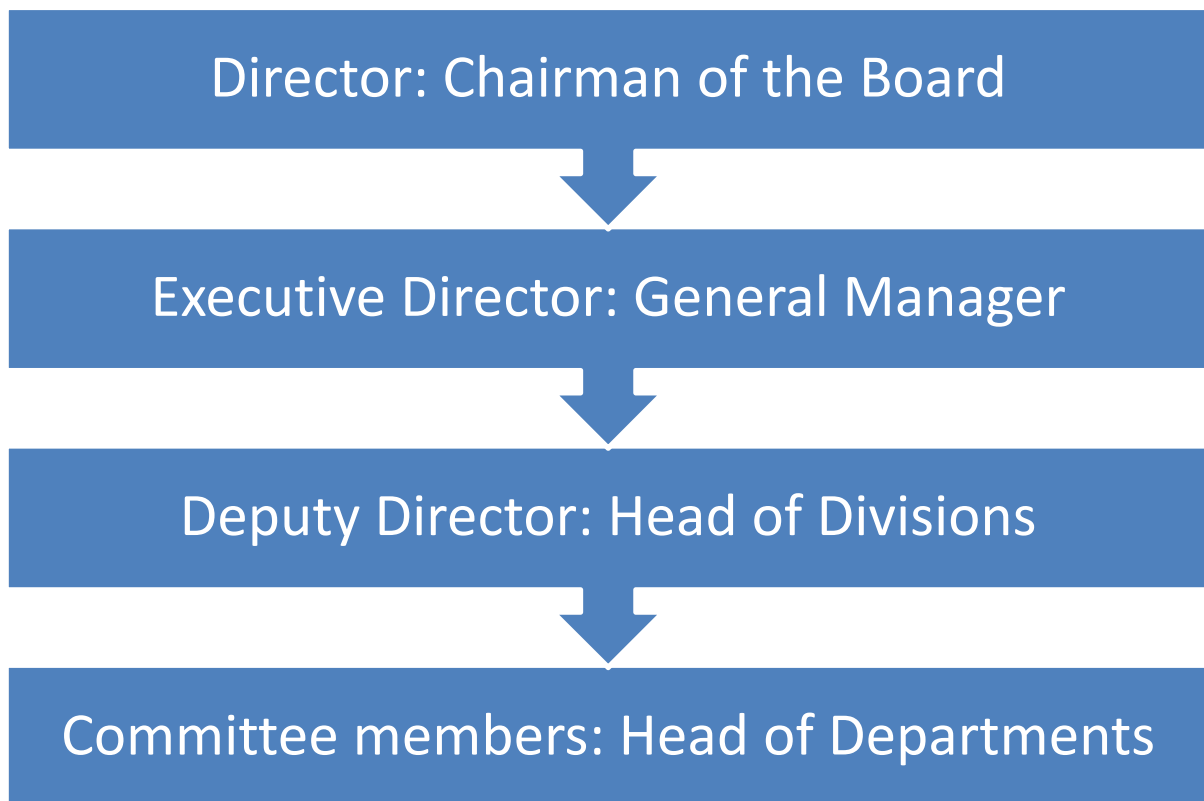 Director: Chairman of the Board
Executive Director: General Manager
Deputy Director: Head of Divisions
Committee members: Head of Departments